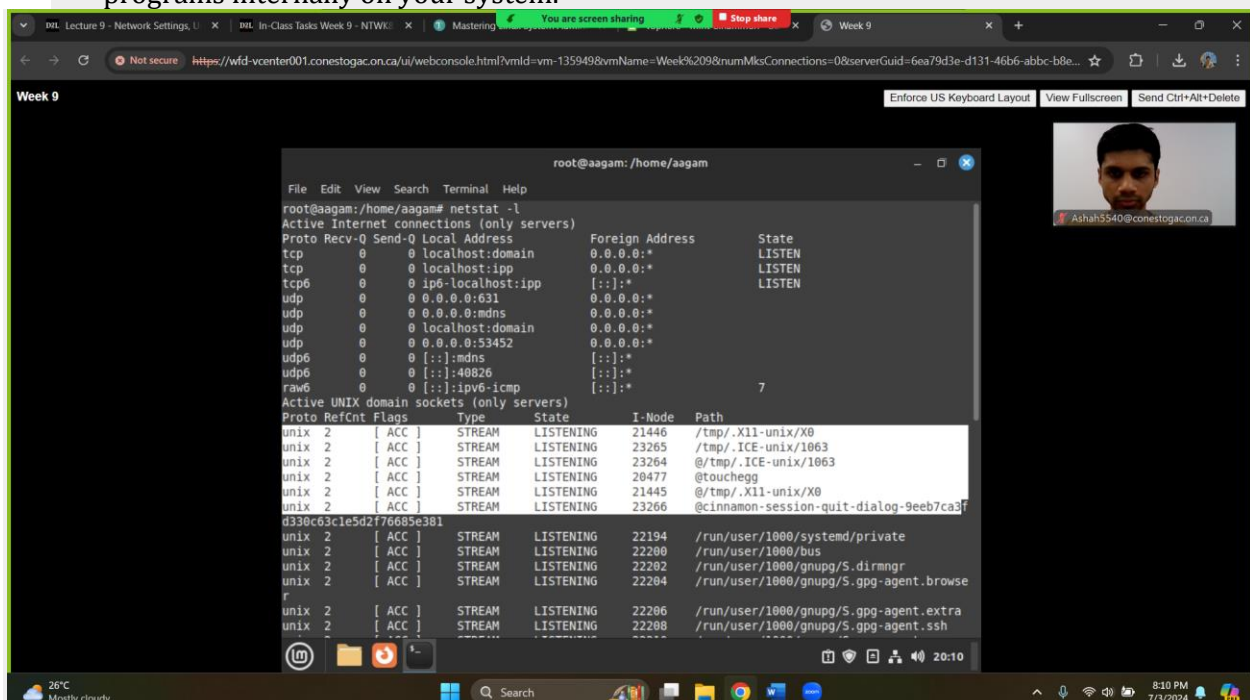 programs internally on your system.
Lecture 9 - Network Settings, U
In-Class Tasks Week 9 - NTWK
Mastering
You are screen sharing
Stop share
Week 9
Not secure
https://wfd-vcenter001.conestogac.on.ca/ui/webconsole.html?vmId=vm-135949&vmName=Week%209&numMksConnections=0&serverGuid=6ea79d3e-d131-46b6-abbc-b8e...
Week 9
Enforce US Keyboard Layout View Fullscreen Send Ctrl+Alt+Delete
Ashah5540@conestogac.on.ca
root@aagam: /home/aagam
File Edit View Search Terminal Help
root@aagam:/home/aagam# netstat -l
Active Internet connections (only servers)
Proto Recv-Q Send-Q Local Address Foreign Address State
tcp 0 0 localhost:domain 0.0.0.0:* LISTEN
tcp 0 0 localhost:ipp 0.0.0.0:* LISTEN
tcp6 0 0 ip6-localhost:ipp [::]:* LISTEN
udp 0 0 0.0.0.0:631 0.0.0.0:*
udp 0 0 0.0.0.0:mdns 0.0.0.0:*
udp 0 0 localhost:domain 0.0.0.0:*
udp 0 0 0.0.0.0:53452 0.0.0.0:*
udp6 0 0 [::]:mdns [::]:*
udp6 0 0 [::]:40826 [::]:*
raw6 0 0 [::]:ipv6-icmp [::]:* 7
Active UNIX domain sockets (only servers)
Proto RefCnt Flags Type State I-Node Path
unix 2 [ ACC ] STREAM LISTENING 21446 /tmp/.X11-unix/X0
unix 2 [ ACC ] STREAM LISTENING 23265 /tmp/.ICE-unix/1063
unix 2 [ ACC ] STREAM LISTENING 23264 @/tmp/.ICE-unix/1063
unix 2 [ ACC ] STREAM LISTENING 20477 @touchegg
unix 2 [ ACC ] STREAM LISTENING 21445 @/tmp/.X11-unix/X0
unix 2 [ ACC ] STREAM LISTENING 23266 @cinnamon-session-quit-dialog-9eeb7ca3f
d330c63c1e5d2f76685e381
unix 2 [ ACC ] STREAM LISTENING 22194 /run/user/1000/systemd/private
unix 2 [ ACC ] STREAM LISTENING 22200 /run/user/1000/bus
unix 2 [ ACC ] STREAM LISTENING 22202 /run/user/1000/gnupg/S.dirmngr
unix 2 [ ACC ] STREAM LISTENING 22204 /run/user/1000/gnupg/S.gpg-agent.browse
r
unix 2 [ ACC ] STREAM LISTENING 22206 /run/user/1000/gnupg/S.gpg-agent.extra
unix 2 [ ACC ] STREAM LISTENING 22208 /run/user/1000/gnupg/S.gpg-agent.ssh
20:10
26°C
Mostly cloudy
Search
8:10 PM
7/3/2024